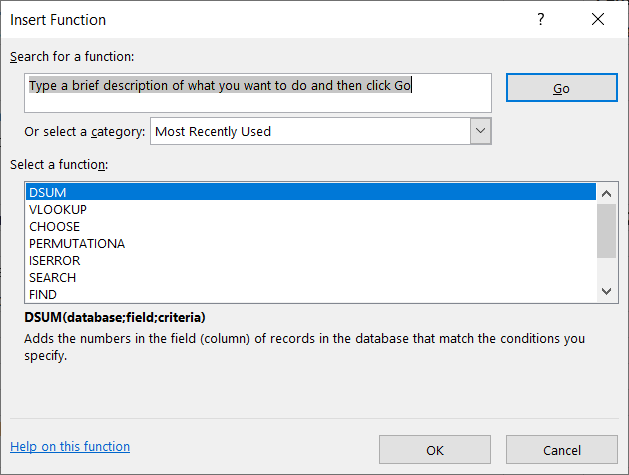 Insert Function
?
Search for a function:
Type a brief description of what you want to do and then click Go
Go
Or select a category: Most Recently Used
Select a function:
DSUM
VLOOKUP
CHOOSE
PERMUTATIONA
ISERROR
SEARCH
FIND
DSUM(database;field;criteria)
Adds the numbers in the field (column) of records in the database that match the conditions you
specify.
Help on this function
OK
Cancel